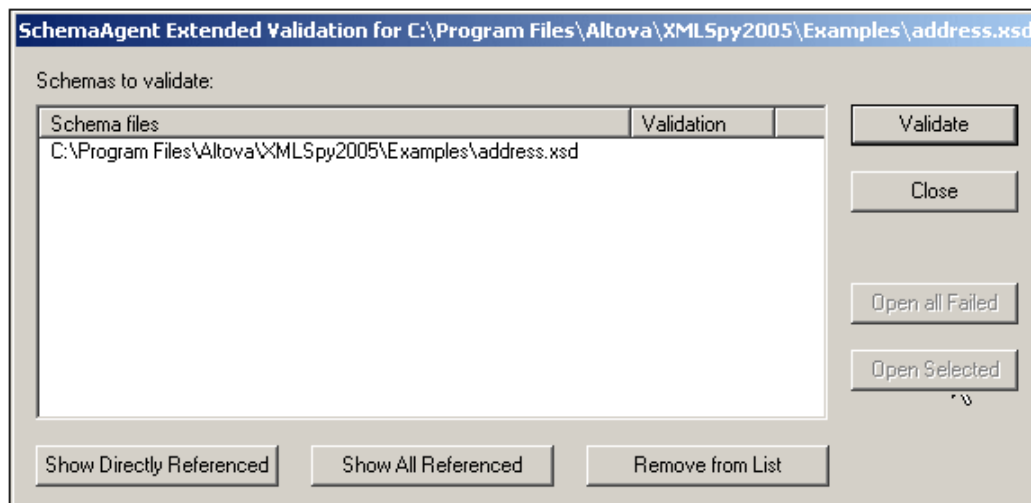 SchemaAgent Extended Validation for C:\Program Files\Altova\XMLSpy2005\Examples\address.xsd
Schemas to validate:
Schema files Validation
C:\Program Files\Altova\XMLSpy2005\Examples\address.xsd
Validate
Close
Open all Failed
Open Selected
Show Directly Referenced Show All Referenced Remove from List